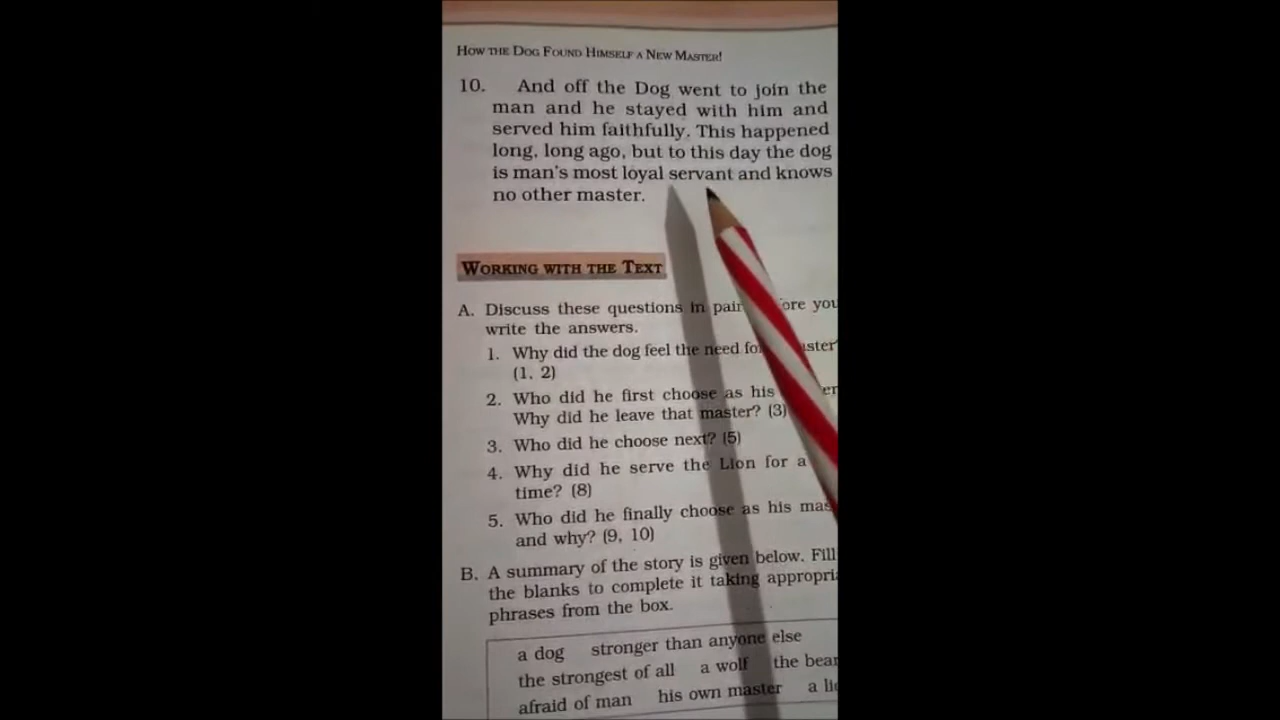 HOW THE DOG FOUND HIMSELF A NEW MASTER!
10. And off the Dog went to join the
man and he stayed with him and
served him faithfully. This happened
long, long ago, but to this day the dog
is man's most loyal servant and knows
no other master.
WORKING WITH THE TEXT
A. Discuss these questions in you
write the answers.
1. Why did the dog feel the need
(1, 2)
2. Who did he first choose as his
Why did he leave that master? (3)
3. Who did he choose next? (5)
4. Why did he serve the Lion for a
time? (8)
5. Who did he finally choose as his
and why? (9, 10)
B. A summary of the story is given below. Fill
the blanks to complete it taking
phrases from the box.
a dog stronger than anyone else
the strongest of all a wolf the bear
afraid of man his own master a